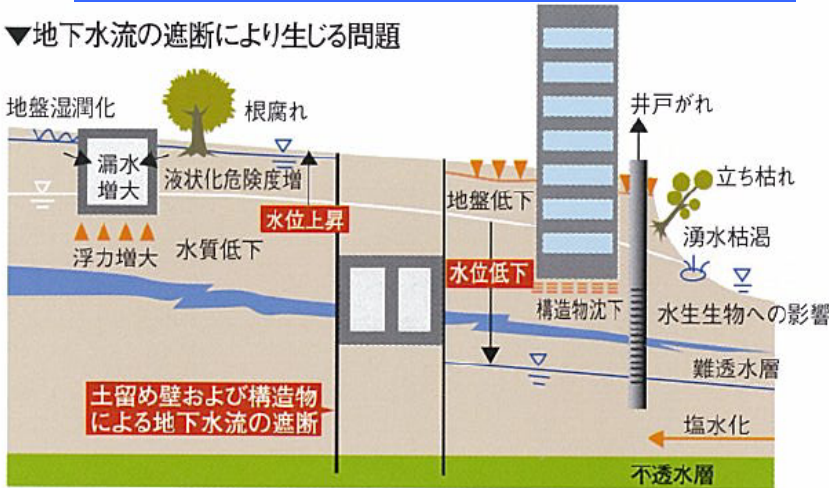 ▼地下水流の遮断により生じる問題
地盤湿潤化
根腐れ
井戸がれ
漏水
増大
液状化危険度増
水位上昇
地盤低下
立ち枯れ
浮力増大
水質低下
水位低下
湧水枯渇
構造物沈下
水生生物への影響
難透水層
土留め壁および構造物
による地下水流の遮断
塩水化
不透水層